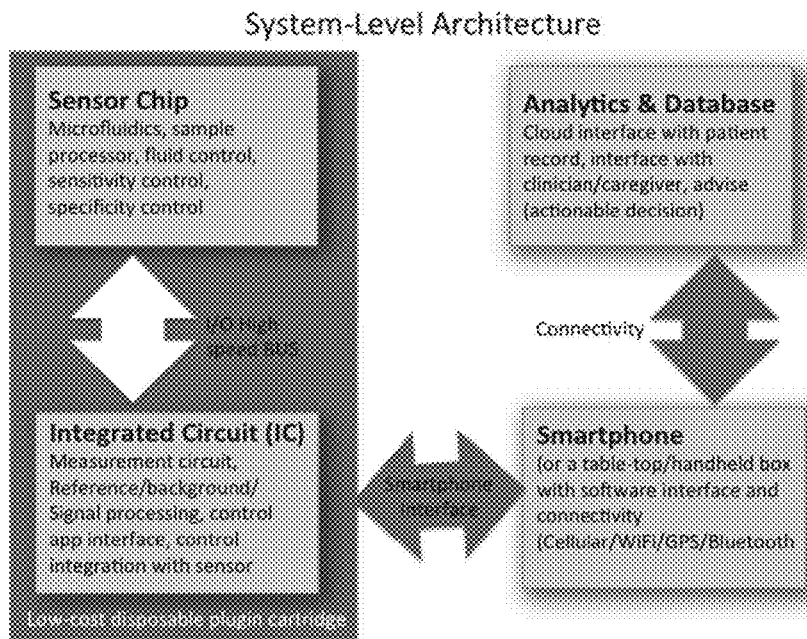 System-Level Architecture
Sensor Chip
Microfluidics, sample
processor, fluid control,
sensitivity control,
specificity control
Analytics & Database
Cloud interface with patient
record, interface with
clinician/caregiver, advise
(actionable decision)
I/O High
speed BUS
Connectivity
Integrated Circuit (IC)
Measurement circuit,
Reference/background/
Signal processing, control
app interface, control
integration with sensor
Smartphone
interface
Smartphone
(or a table-top/handheld box
with software interface and
connectivity
(Cellular/WiFi/GPS/Bluetooth
Low-cost disposable plugin cartridge